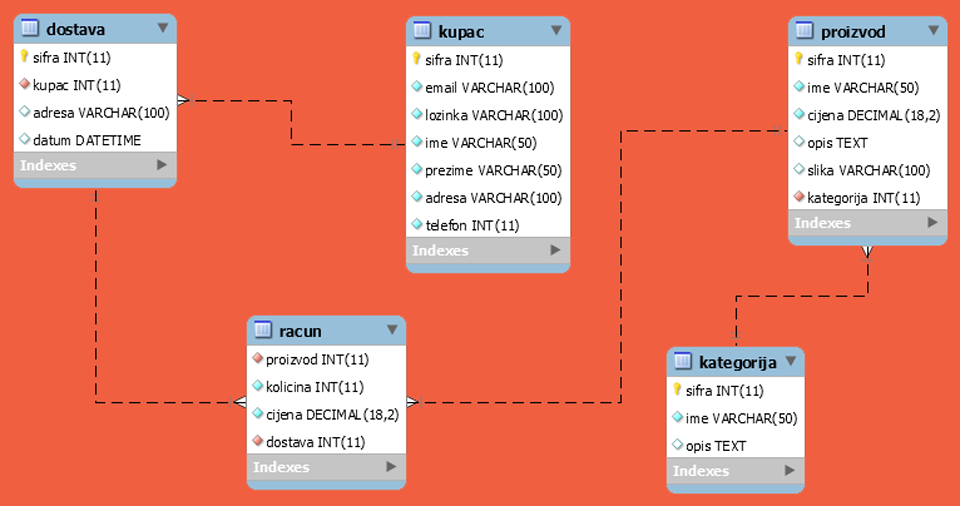 dostava
sifra INT(11)
kupac INT(11)
adresa VARCHAR(100)
datum DATETIME
Indexes
kupac
sifra INT(11)
email VARCHAR(100)
lozinka VARCHAR(100)
ime VARCHAR(50)
prezime VARCHAR(50)
adresa VARCHAR(100)
telefon INT(11)
Indexes
proizvod
sifra INT(11)
ime VARCHAR(50)
cijena DECIMAL(18,2)
opis TEXT
slika VARCHAR(100)
kategorija INT(11)
Indexes
racun
proizvod INT(11)
kolicina INT(11)
cijena DECIMAL(18,2)
dostava INT(11)
Indexes
kategorija
sifra INT(11)
ime VARCHAR(50)
opis TEXT
Indexes